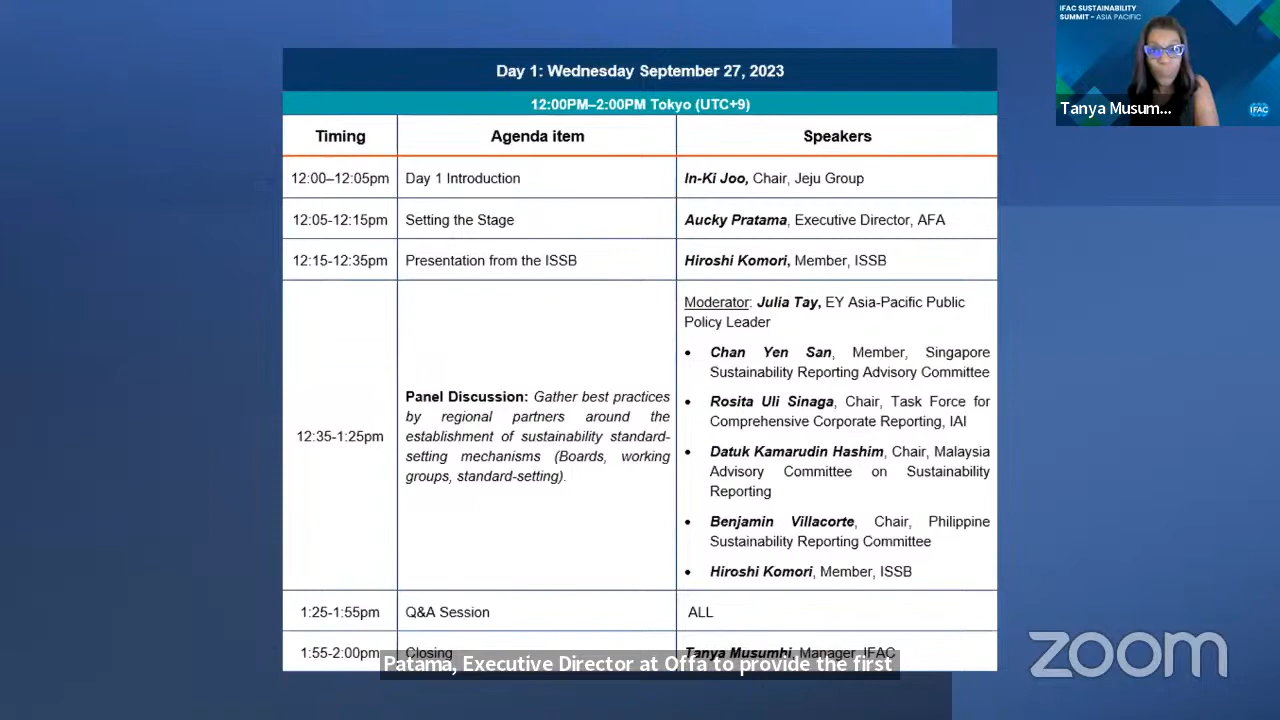 IFAC SUSTAINABILITY
SUMMIT – ASIA PACIFIC
Tanya Musum...
IFAC
Day 1: Wednesday September 27, 2023
12:00PM–2:00PM Tokyo (UTC+9)
Timing Agenda item Speakers
12:00–12:05pm Day 1 Introduction In-Ki Joo, Chair, Jeju Group
12:05-12:15pm Setting the Stage Aucky Pratama, Executive Director, AFA
12:15-12:35pm Presentation from the ISSB Hiroshi Komori, Member, ISSB
12:35-1:25pm
Panel Discussion: Gather best practices
by regional partners around the
establishment of sustainability standard-
setting mechanisms (Boards, working
groups, standard-setting).
Moderator: Julia Tay, EY Asia-Pacific Public
Policy Leader
• Chan Yen San, Member, Singapore
Sustainability Reporting Advisory Committee
• Rosita Uli Sinaga, Chair, Task Force for
Comprehensive Corporate Reporting, IAI
• Datuk Kamarudin Hashim, Chair, Malaysia
Advisory Committee on Sustainability
Reporting
• Benjamin Villacorte, Chair, Philippine
Sustainability Reporting Committee
• Hiroshi Komori, Member, ISSB
1:25-1:55pm Q&A Session ALL
1:55-2:00pm Closing Tanya Musumhi, Manager, IFAC
Patama, Executive Director at Offa to provide the first
zoom